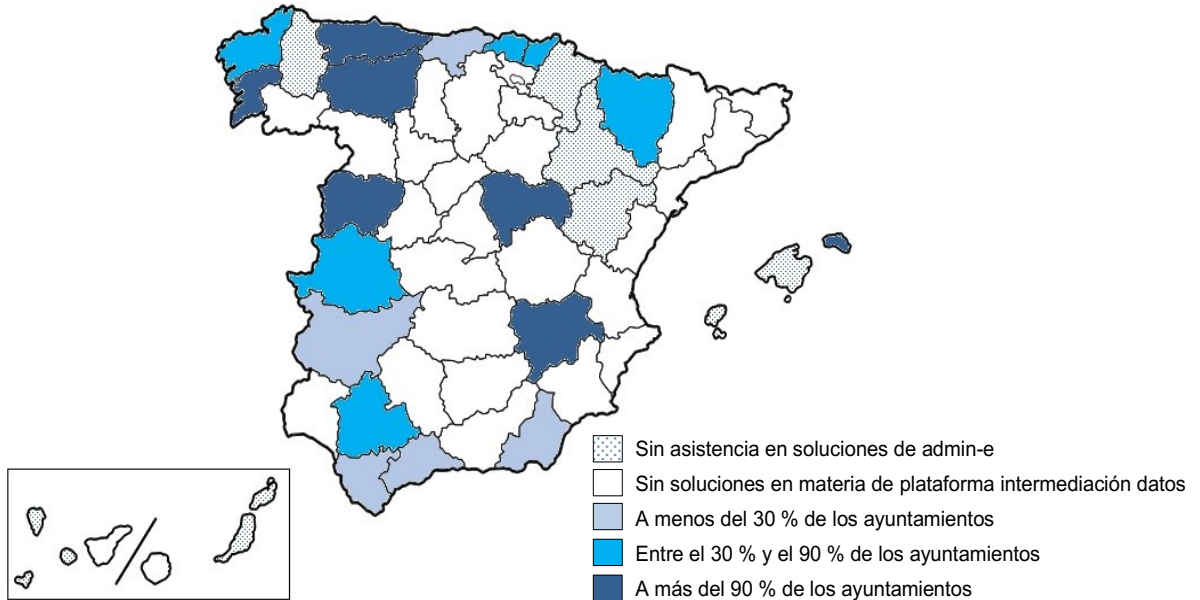 Sin asistencia en soluciones de admin-e
Sin soluciones en materia de plataforma intermediación datos
A menos del 30 % de los ayuntamientos
Entre el 30 % y el 90 % de los ayuntamientos
A más del 90 % de los ayuntamientos